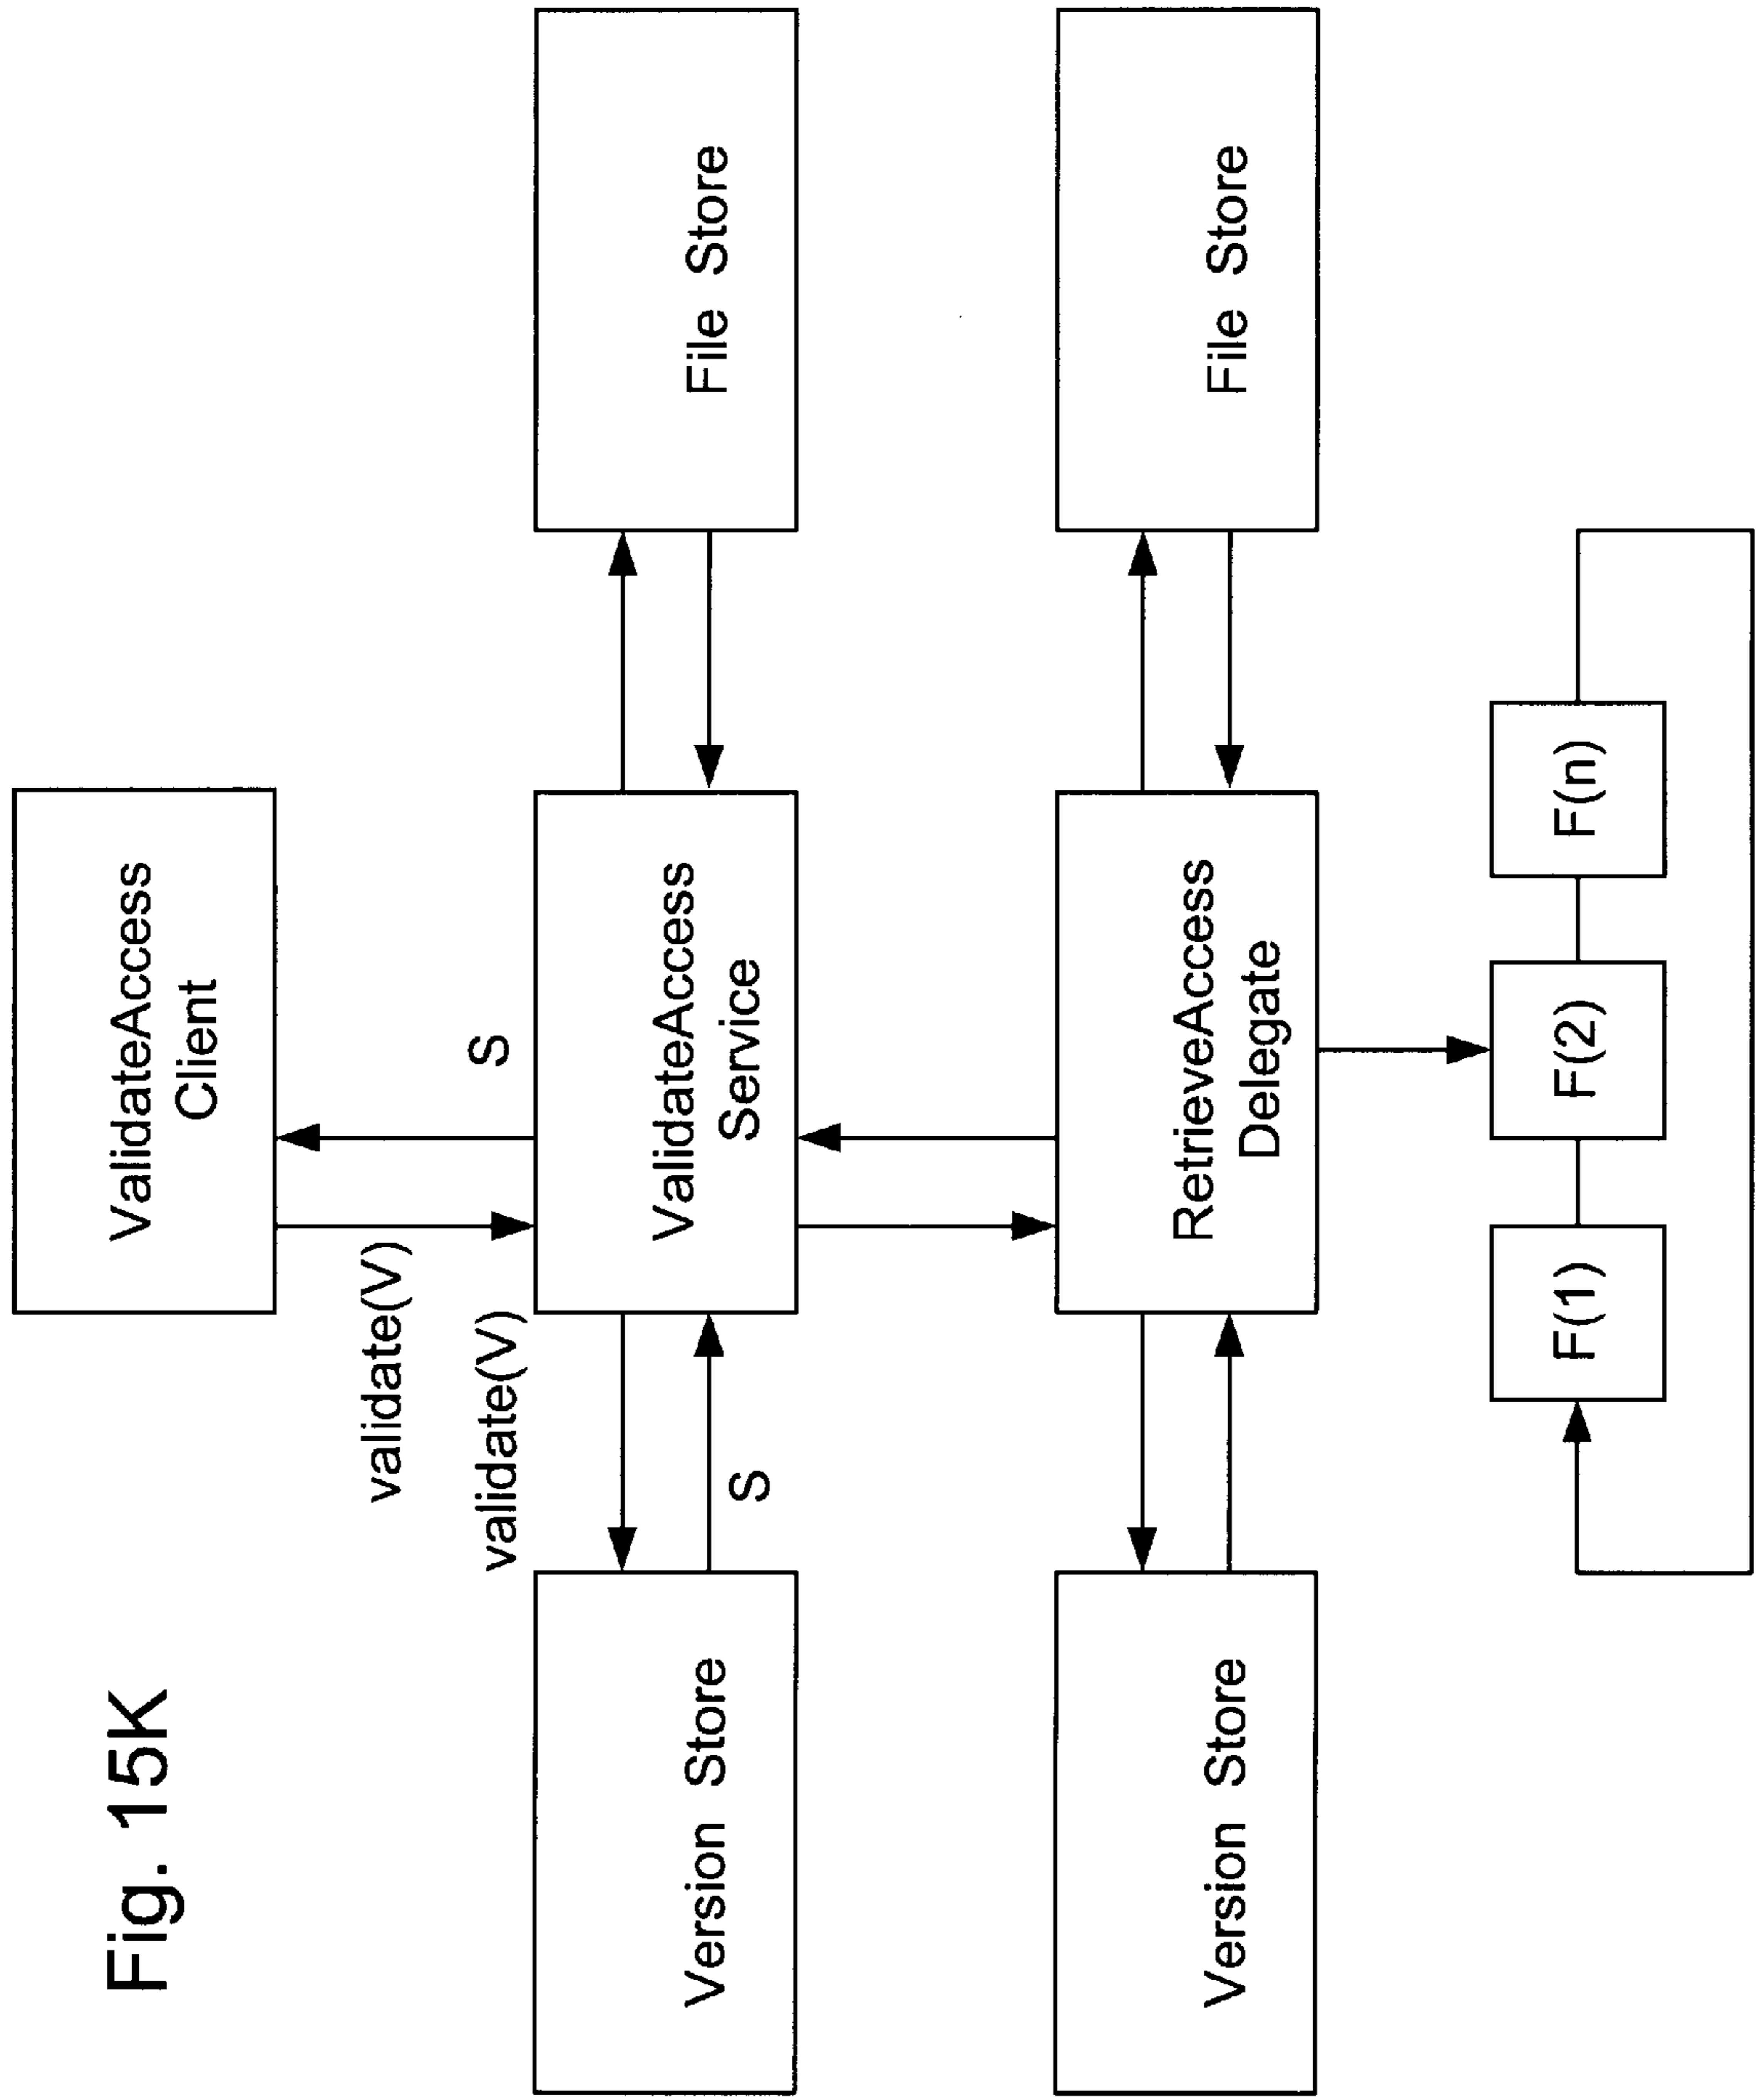 Fig. 15K
ValidateAccess
Client
validate(V)
S
validate(V)
S
Version Store
ValidateAccess
Service
File Store
Version Store
RetrieveAccess
Delegate
File Store
F(1)
F(2)
F(n)